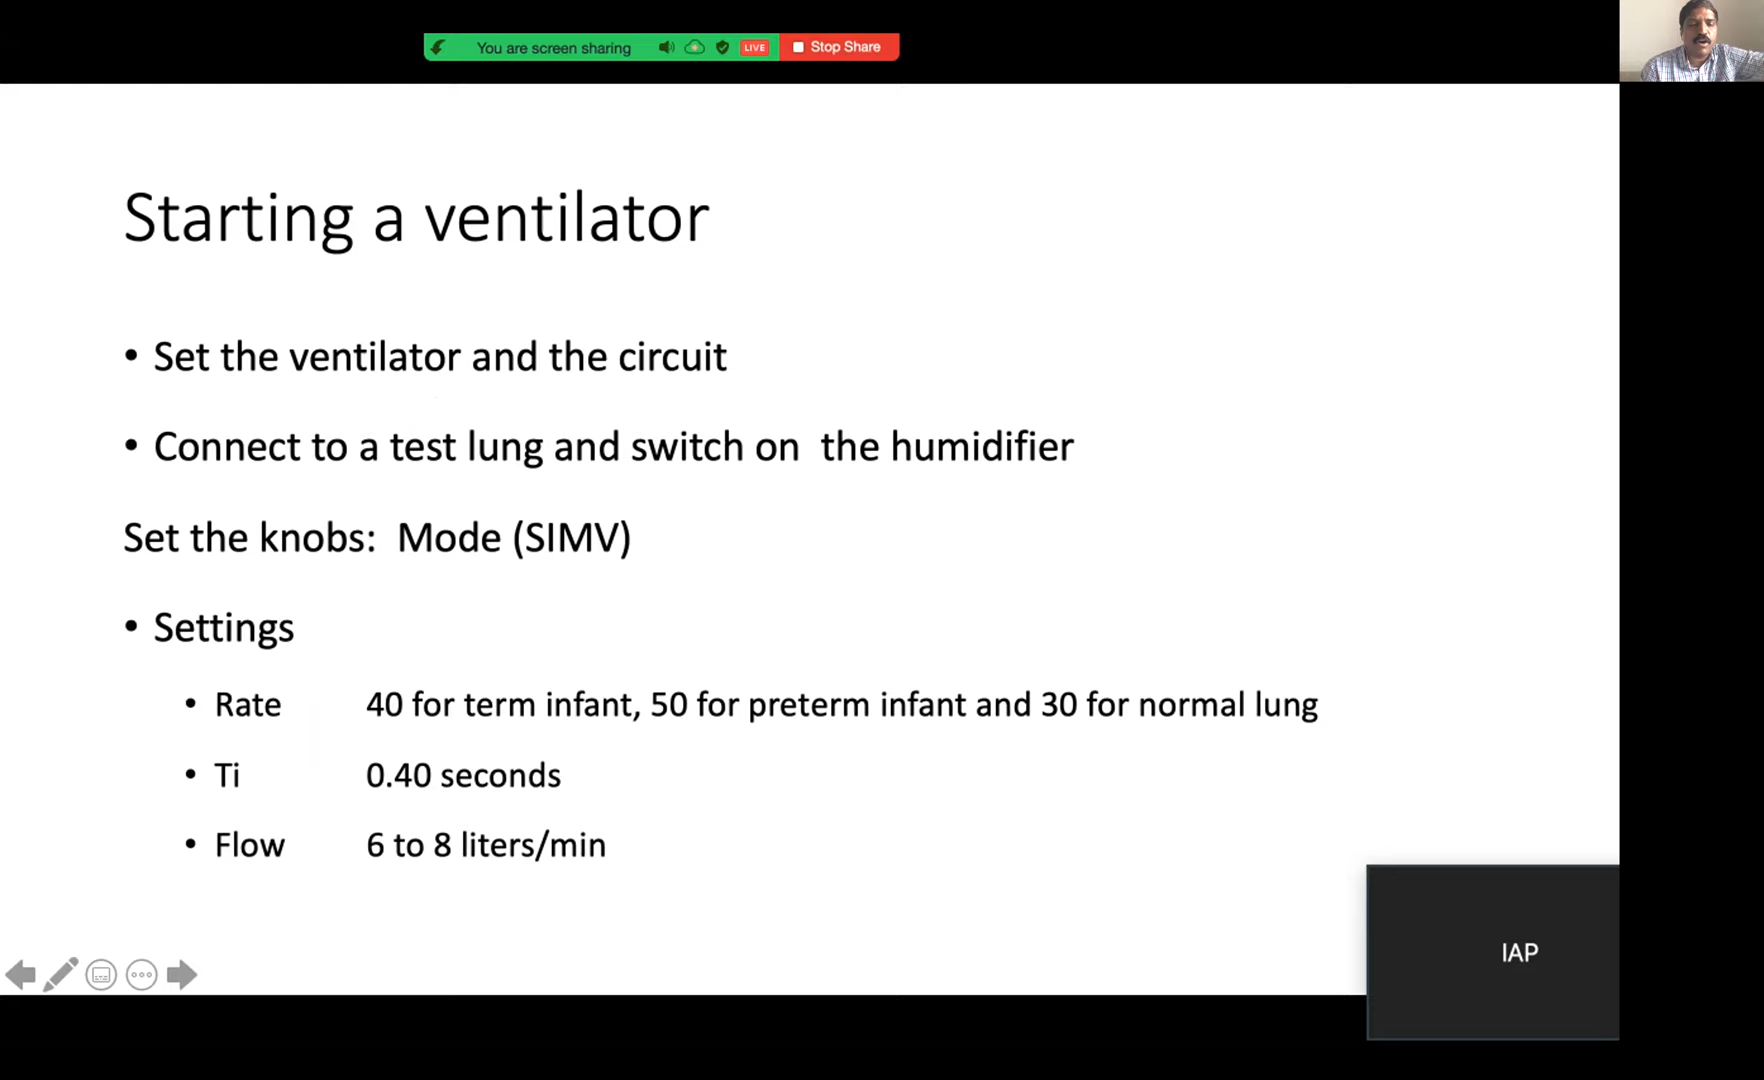 You are screen sharing LIVE Stop Share
Starting a ventilator
• Set the ventilator and the circuit
• Connect to a test lung and switch on the humidifier
Set the knobs: Mode (SIMV)
• Settings
• Rate 40 for term infant, 50 for preterm infant and 30 for normal lung
• Ti 0.40 seconds
• Flow 6 to 8 liters/min
IAP